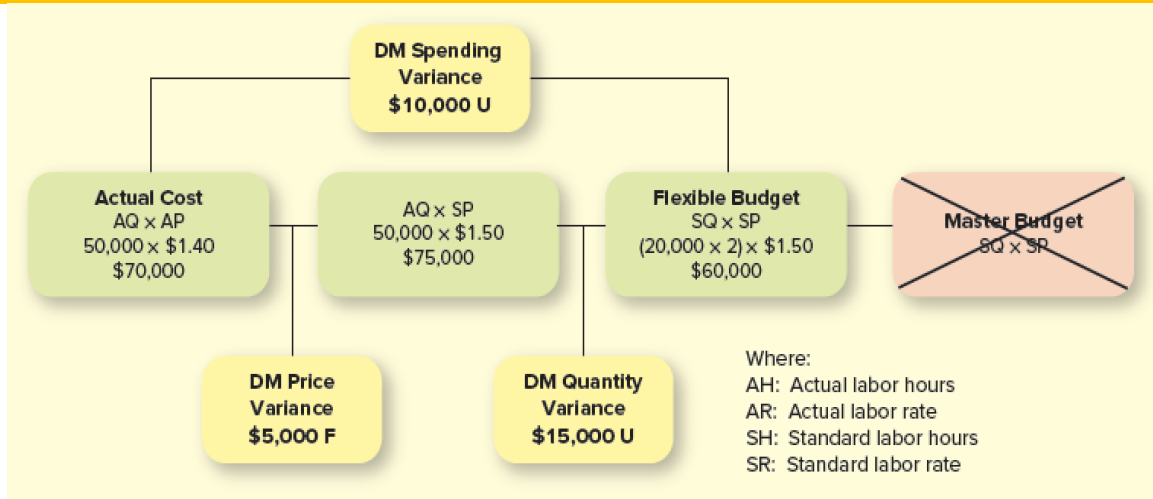 DM Spending
Variance
$10,000 U
Actual Cost
AQ x AP
50,000 x $1.40
$70,000
AQ x SP
50,000 x $1.50
$75,000
Flexible Budget
SQ x SP
(20,000 x 2) x $1.50
$60,000
Master Budget
SQ x SP
DM Price
Variance
$5,000 F
DM Quantity
Variance
$15,000 U
Where:
AH: Actual labor hours
AR: Actual labor rate
SH: Standard labor hours
SR: Standard labor rate